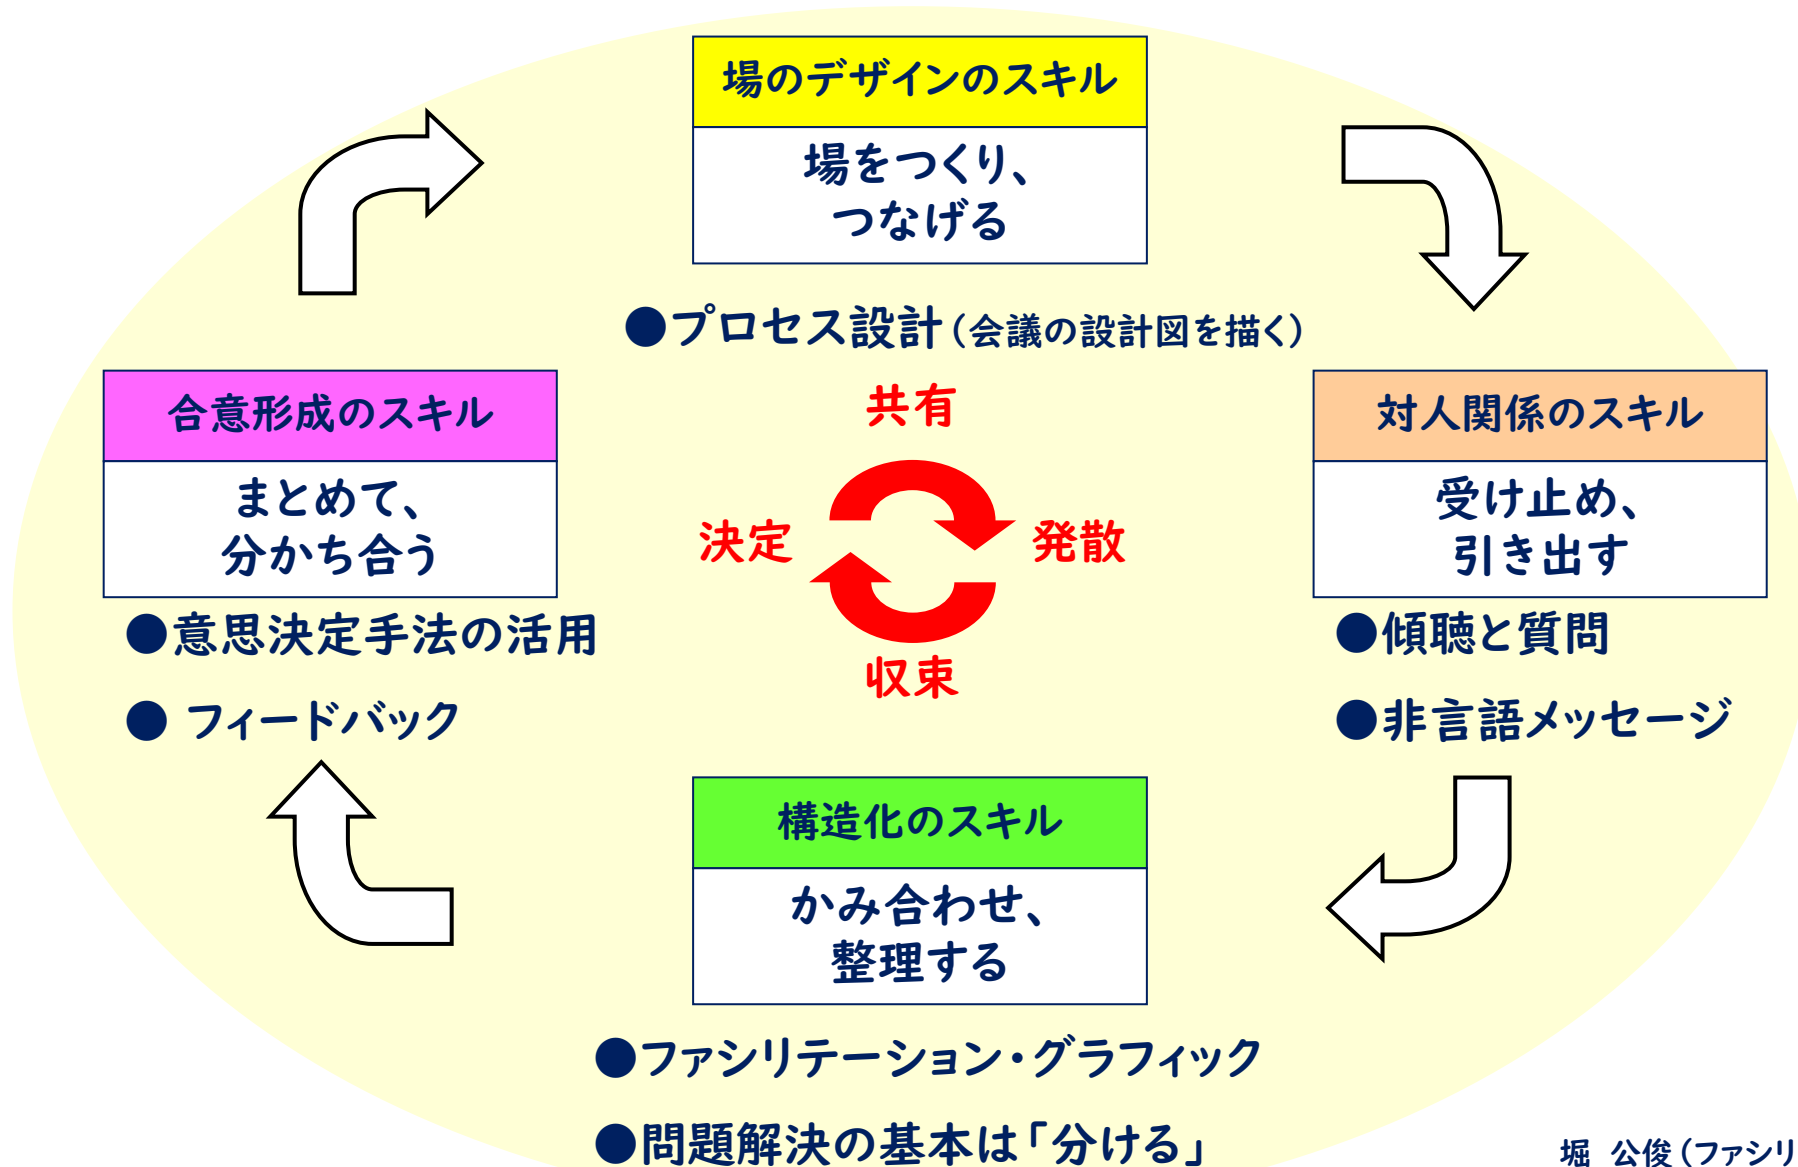 場のデザインのスキル
場をつくり、
つなげる
●プロセス設計(会議の設計図を描く)
合意形成のスキル
まとめて、
分かち合う
●意思決定手法の活用
● フィードバック
共有
決定
発散
収束
対人関係のスキル
受け止め、
引き出す
●傾聴と質問
●非言語メッセージ
構造化のスキル
かみ合わせ、
整理する
●ファシリテーション・グラフィック
●問題解決の基本は「分ける」
堀 公俊(ファシリ